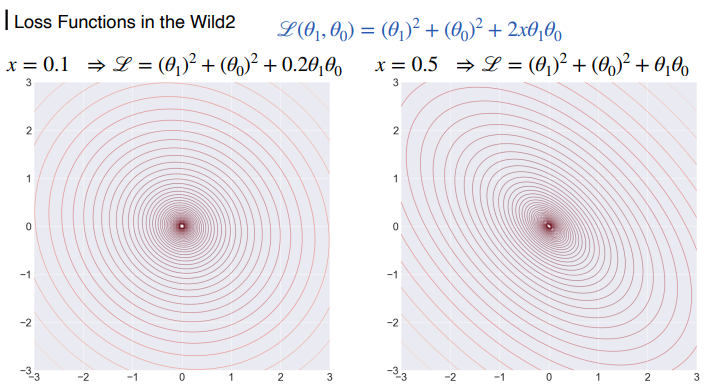 Loss Functions in the Wild2
ℒ(θ₁, θ₀) = (θ₁)² + (θ₀)² + 2xθ₁θ₀
x = 0.1 ⇒ ℒ = (θ₁)² + (θ₀)² + 0.2θ₁θ₀
x = 0.5 ⇒ ℒ = (θ₁)² + (θ₀)² + θ₁θ₀
3
2
1
0
−1
−2
−3
−3 −2 −1 0 1 2 3
3
2
1
0
−1
−2
−3
−3 −2 −1 0 1 2 3